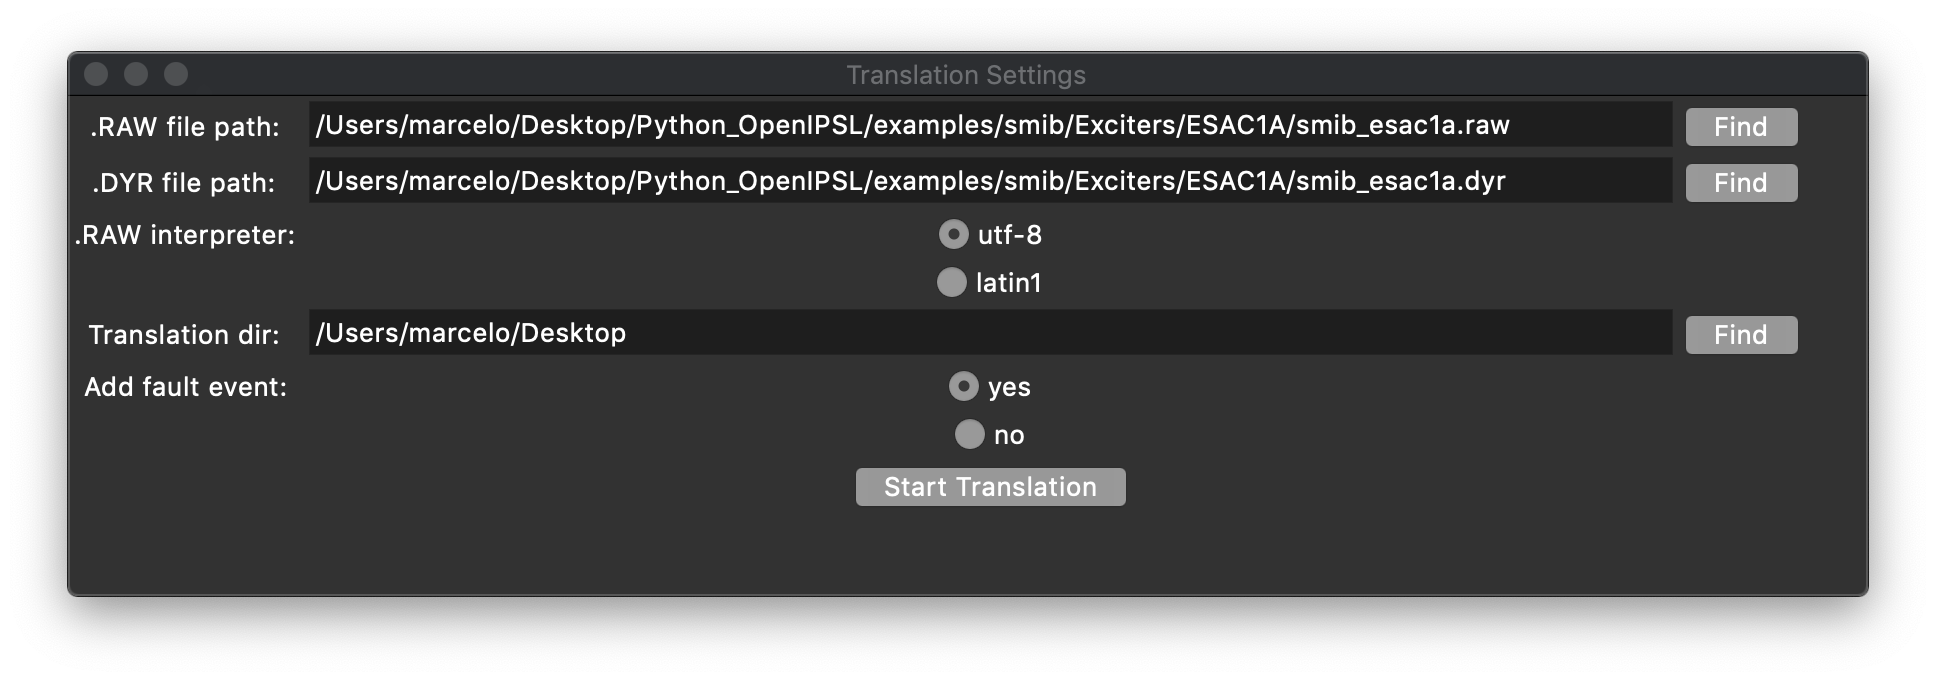 Translation Settings
.RAW file path: /Users/marcelo/Desktop/Python_OpenIPSL/examples/smib/Exciters/ESAC1A/smib_esac1a.raw Find
.DYR file path: /Users/marcelo/Desktop/Python_OpenIPSL/examples/smib/Exciters/ESAC1A/smib_esac1a.dyr Find
.RAW interpreter: utf-8
latin1
Translation dir: /Users/marcelo/Desktop Find
Add fault event: yes
no
Start Translation